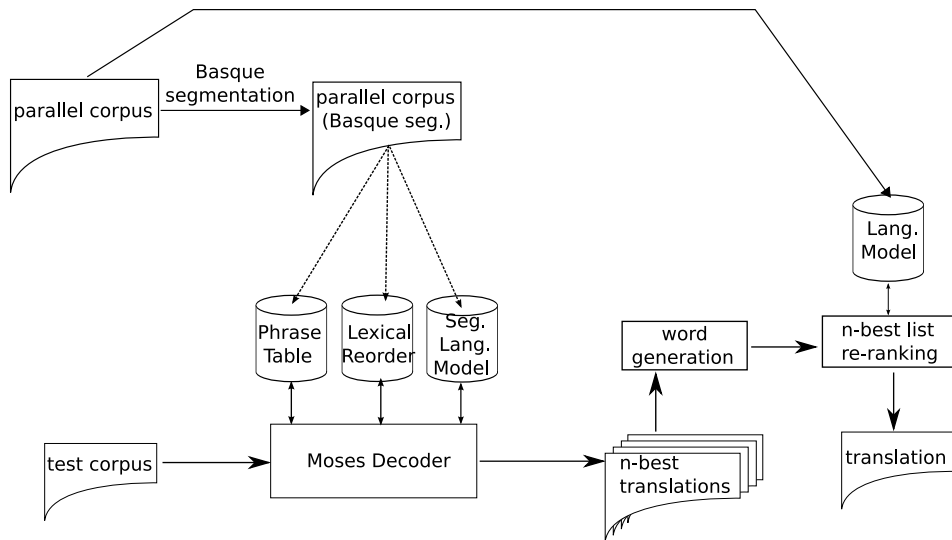 Basque
segmentation
parallel corpus
parallel corpus
(Basque seg.)
Lang.
Model
Phrase
Table
Lexical
Reorder
Seg.
Lang.
Model
word
generation
n-best list
re-ranking
test corpus
Moses Decoder
n-best
translations
translation